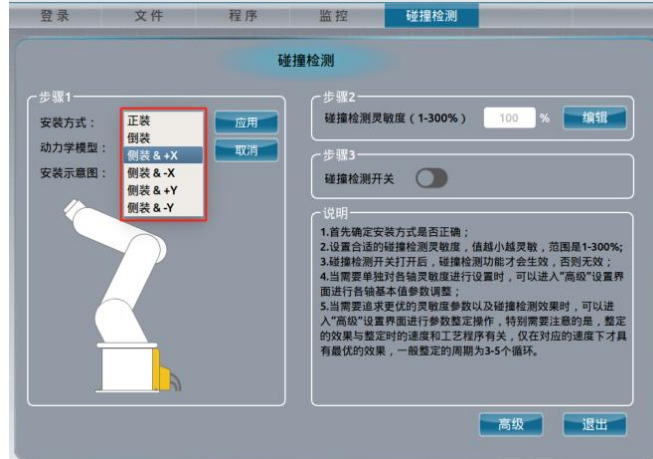 登录 文件 程序 监控 碰撞检测
碰撞检测
步骤1
安装方式：
动力学模型：
安装示意图：
正装
倒装
侧装 & +X
侧装 & -X
侧装 & +Y
侧装 & -Y
应用
取消
步骤2
碰撞检测灵敏度（1-300%） 100 % 编辑
步骤3
碰撞检测开关
说明
1.首先确定安装方式是否正确；
2.设置合适的碰撞检测灵敏度，值越小越灵敏，范围是1-300%;
3.碰撞检测开关打开后，碰撞检测功能才会生效，否则无效；
4.当需要单独对各轴灵敏度进行设置时，可以进入"高级"设置界
面进行各轴基本值参数调整；
5.当需要追求更优的灵敏度参数以及碰撞检测效果时，可以进
入"高级"设置界面进行参数整定操作，特别需要注意的是，整定
的效果与整定时的速度和工艺程序有关，仅在对应的速度下才具
有最优的效果，一般整定的周期为3-5个循环。
高级 退出